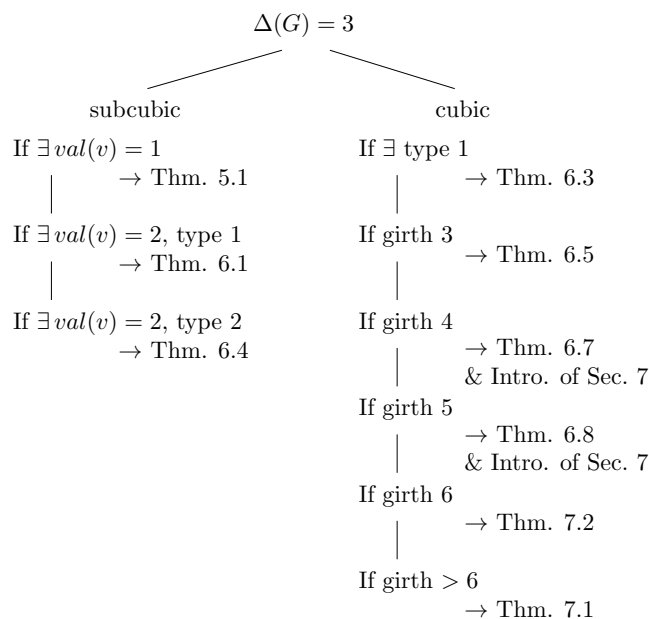 Δ(G) = 3
subcubic
If ∃ val(v) = 1
→ Thm. 5.1
If ∃ val(v) = 2, type 1
→ Thm. 6.1
If ∃ val(v) = 2, type 2
→ Thm. 6.4
cubic
If ∃ type 1
→ Thm. 6.3
If girth 3
→ Thm. 6.5
If girth 4
→ Thm. 6.7
& Intro. of Sec. 7
If girth 5
→ Thm. 6.8
& Intro. of Sec. 7
If girth 6
→ Thm. 7.2
If girth > 6
→ Thm. 7.1